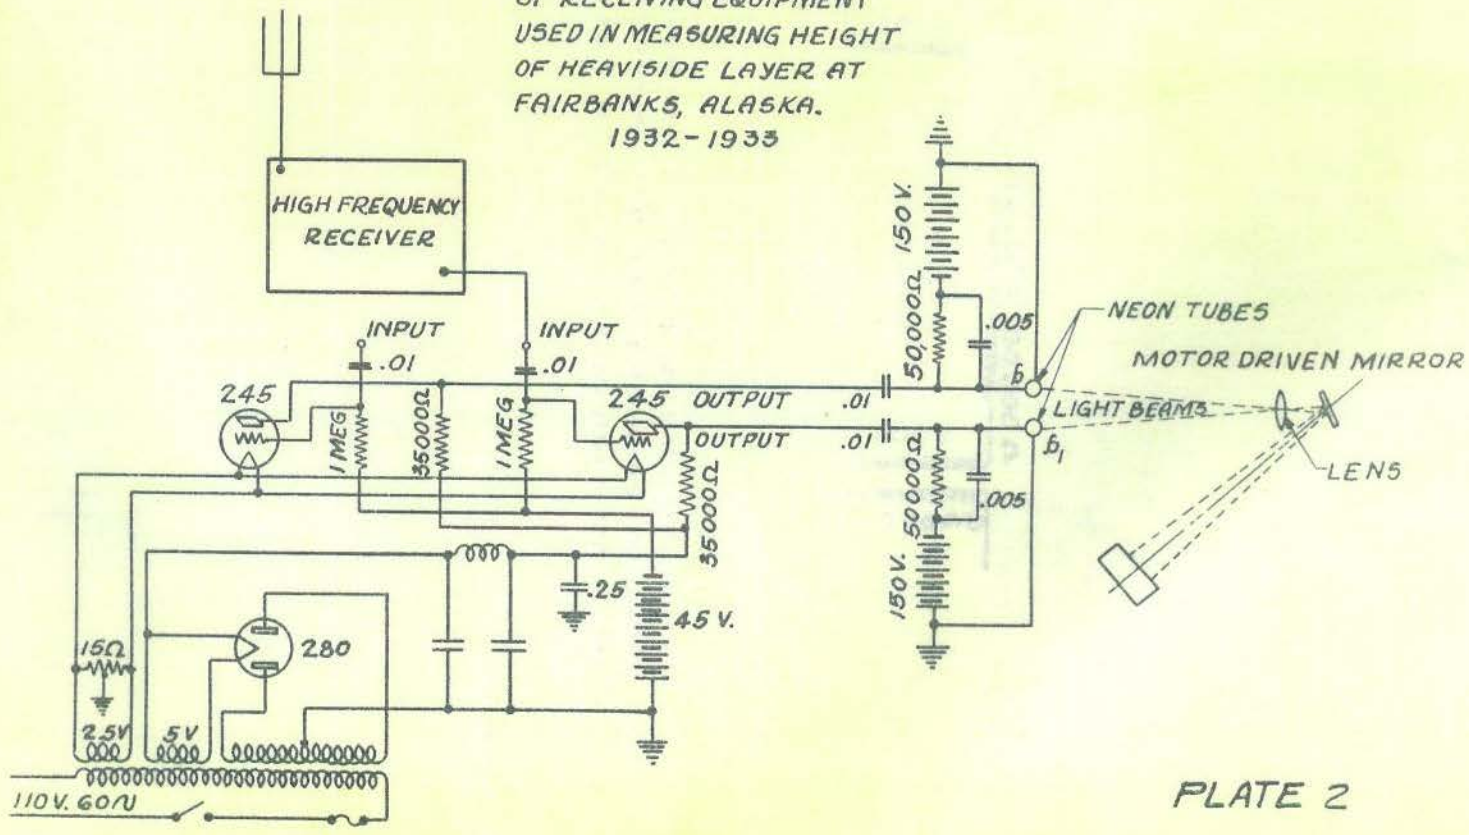 OF RECEIVING EQUIPMENT
USED IN MEASURING HEIGHT
OF HEAVISIDE LAYER AT
FAIRBANKS, ALASKA.
1932-1933
HIGH FREQUENCY
RECEIVER
INPUT
.01
INPUT
.01
245
1 MEG
35000Ω
1 MEG
245
OUTPUT
.01
OUTPUT
.01
35000Ω
150 V.
50,000Ω
.005
NEON TUBES
MOTOR DRIVEN MIRROR
LIGHT BEAMS
LENS
50000Ω
.005
150 V.
.25
45 V.
15Ω
280
2.5V
5V
110V. 60~
PLATE 2